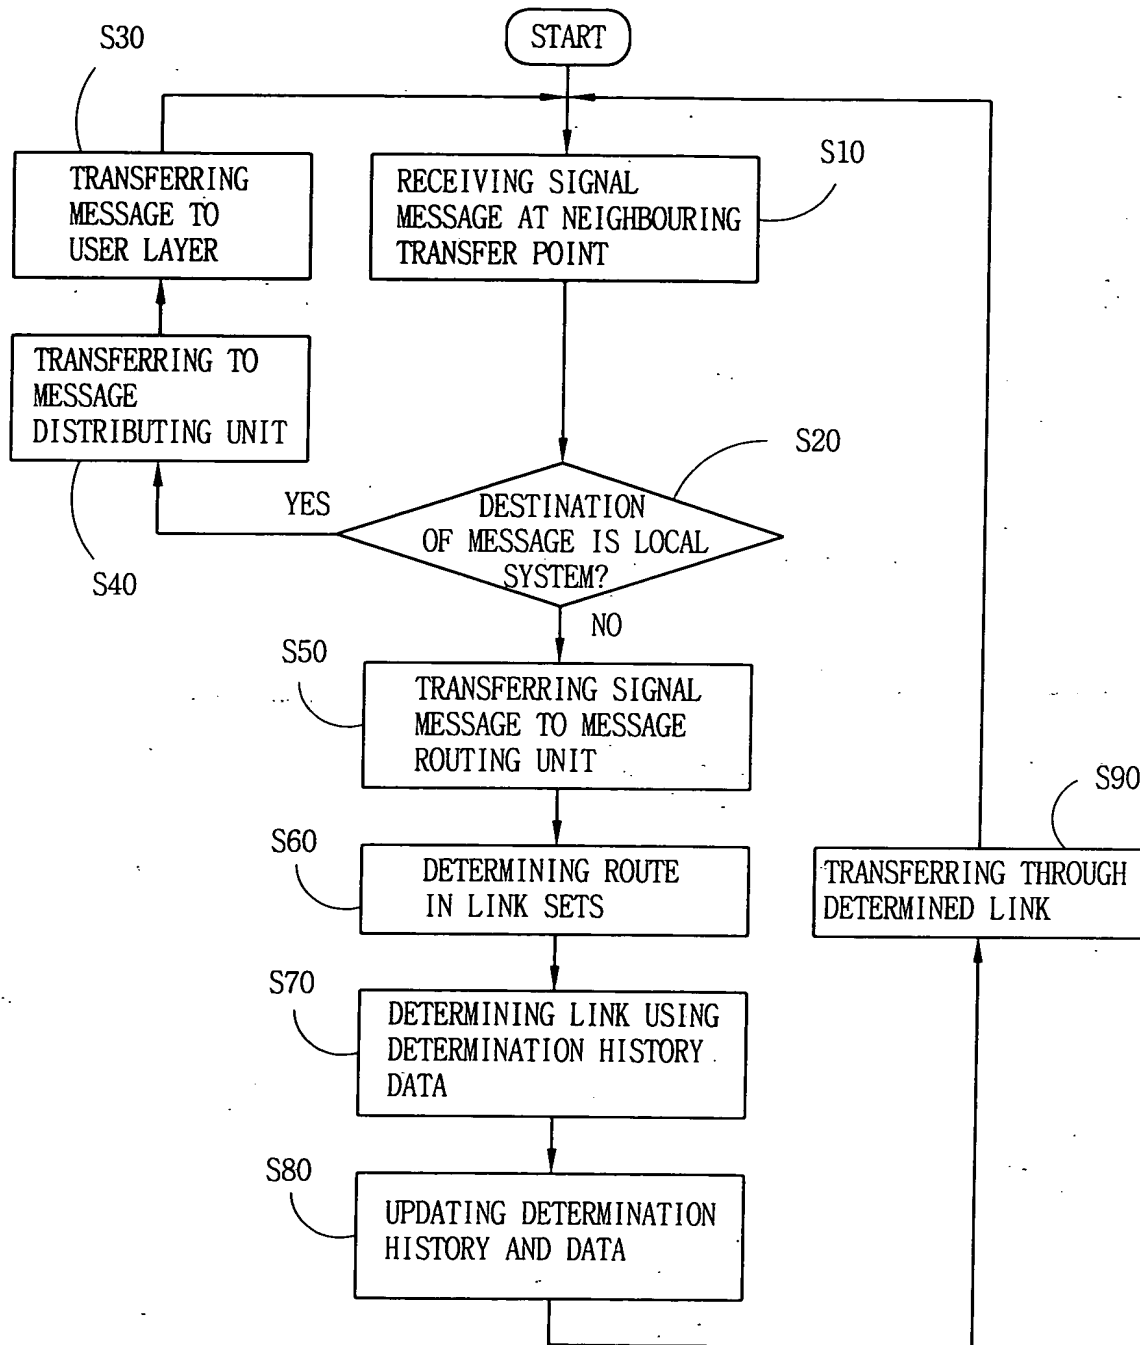 START
S30
TRANSFERRING
MESSAGE TO
USER LAYER
S10
RECEIVING SIGNAL
MESSAGE AT NEIGHBOURING
TRANSFER POINT
TRANSFERRING TO
MESSAGE
DISTRIBUTING UNIT
S40
S20
YES
DESTINATION
OF MESSAGE IS LOCAL
SYSTEM?
NO
S50
TRANSFERRING SIGNAL
MESSAGE TO MESSAGE
ROUTING UNIT
S60
DETERMINING ROUTE
IN LINK SETS
S90
TRANSFERRING THROUGH
DETERMINED LINK
S70
DETERMINING LINK USING
DETERMINATION HISTORY
DATA
S80
UPDATING DETERMINATION
HISTORY AND DATA